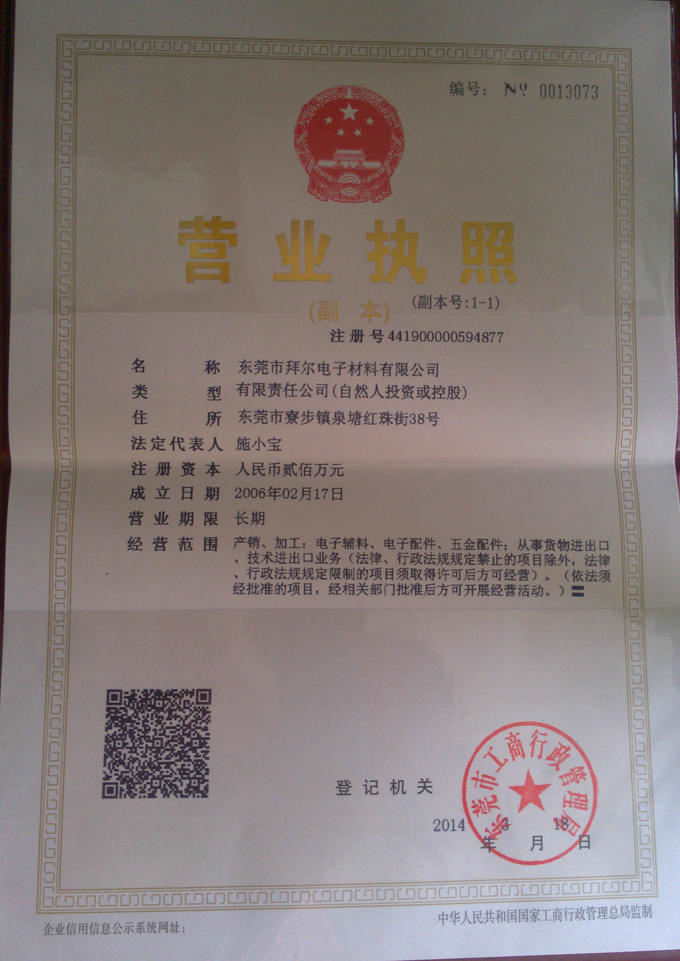 编号: № 0013073
营业执照
(副 本) (副本号:1-1)
注册号441900000594877
名 称 东莞市拜尔电子材料有限公司
类 型 有限责任公司(自然人投资或控股)
住 所 东莞市寮步镇泉塘红珠街38号
法定代表人 施小宝
注册资本 人民币贰佰万元
成立日期 2006年02月17日
营业期限 长期
经营范围 产销、加工：电子辅料、电子配件、五金配件；从事货物进出口
、技术进出口业务（法律、行政法规规定禁止的项目除外，法律
、行政法规规定限制的项目须取得许可后方可经营）。（依法须
经批准的项目，经相关部门批准后方可开展经营活动。）〓
登记机关
东莞市工商行政管理局
2014 年 3 月 18 日
企业信用信息公示系统网址：
中华人民共和国国家工商行政管理总局监制